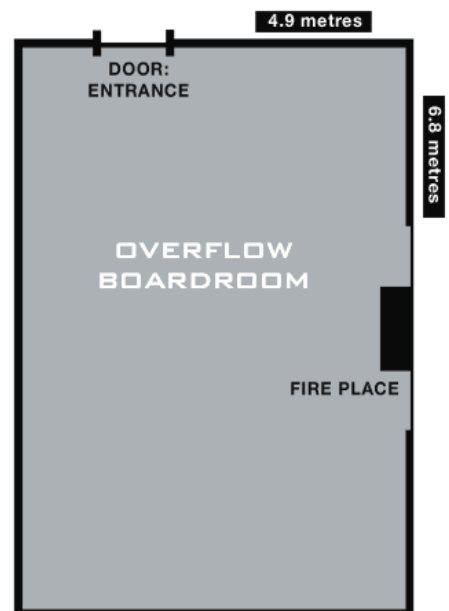 4.9 metres
DOOR:
ENTRANCE
6.8 metres
OVERFLOW
BOARDROOM
FIRE PLACE